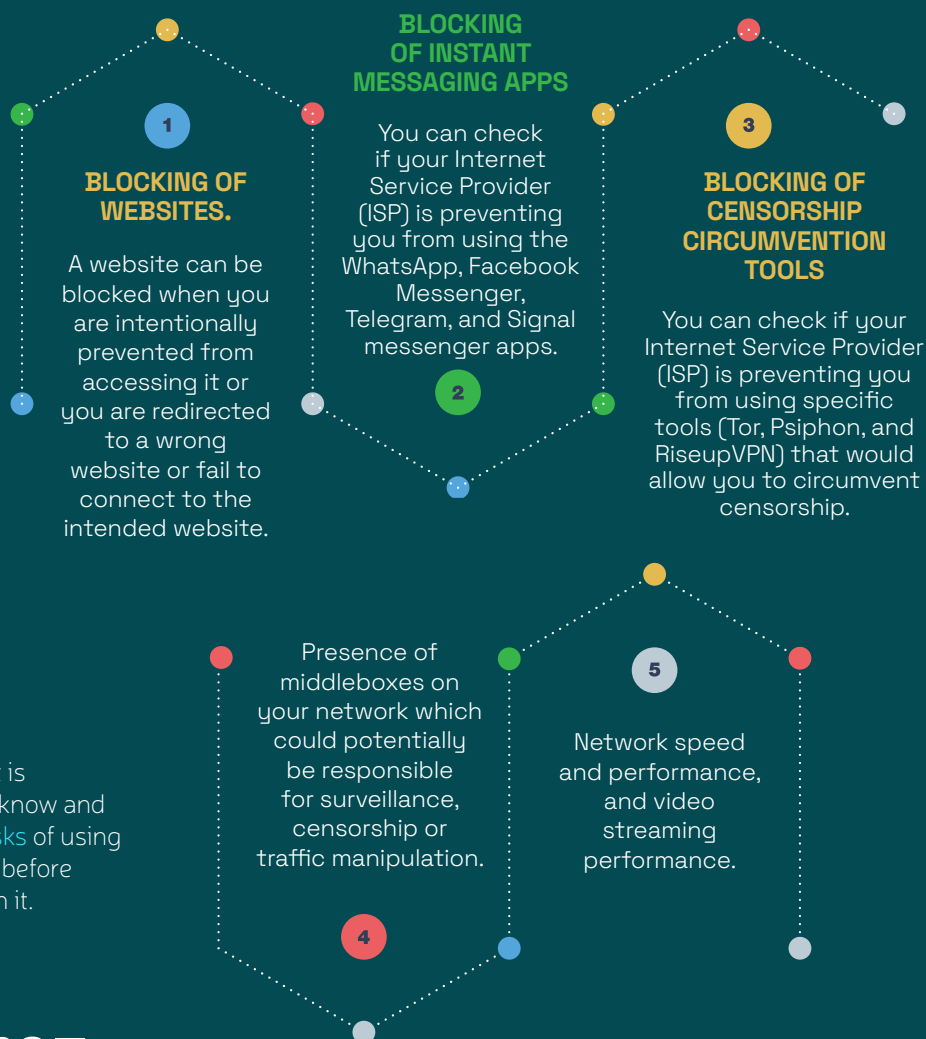 1
BLOCKING OF
WEBSITES.
A website can be
blocked when you
are intentionally
prevented from
accessing it or
you are redirected
to a wrong
website or fail to
connect to the
intended website.
BLOCKING
OF INSTANT
MESSAGING APPS
You can check
if your Internet
Service Provider
(ISP) is preventing
you from using the
WhatsApp, Facebook
Messenger,
Telegram, and Signal
messenger apps.
2
3
BLOCKING OF
CENSORSHIP
CIRCUMVENTION
TOOLS
You can check if your
Internet Service Provider
(ISP) is preventing you
from using specific
tools (Tor, Psiphon, and
RiseupVPN) that would
allow you to circumvent
censorship.
is
know and
of using
before
it.
Presence of
middleboxes on
your network which
could potentially
be responsible
for surveillance,
censorship or
traffic manipulation.
4
5
Network speed
and performance,
and video
streaming
performance.